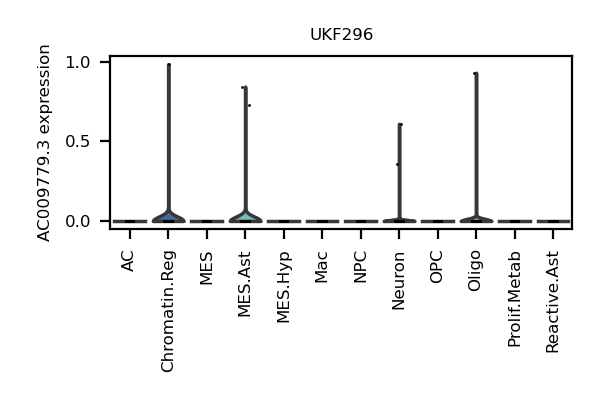 UKF296
AC009779.3 expression
1.0
0.5
0.0
AC
Chromatin.Reg
MES
MES.Ast
MES.Hyp
Mac
NPC
Neuron
OPC
Oligo
Prolif.Metab
Reactive.Ast